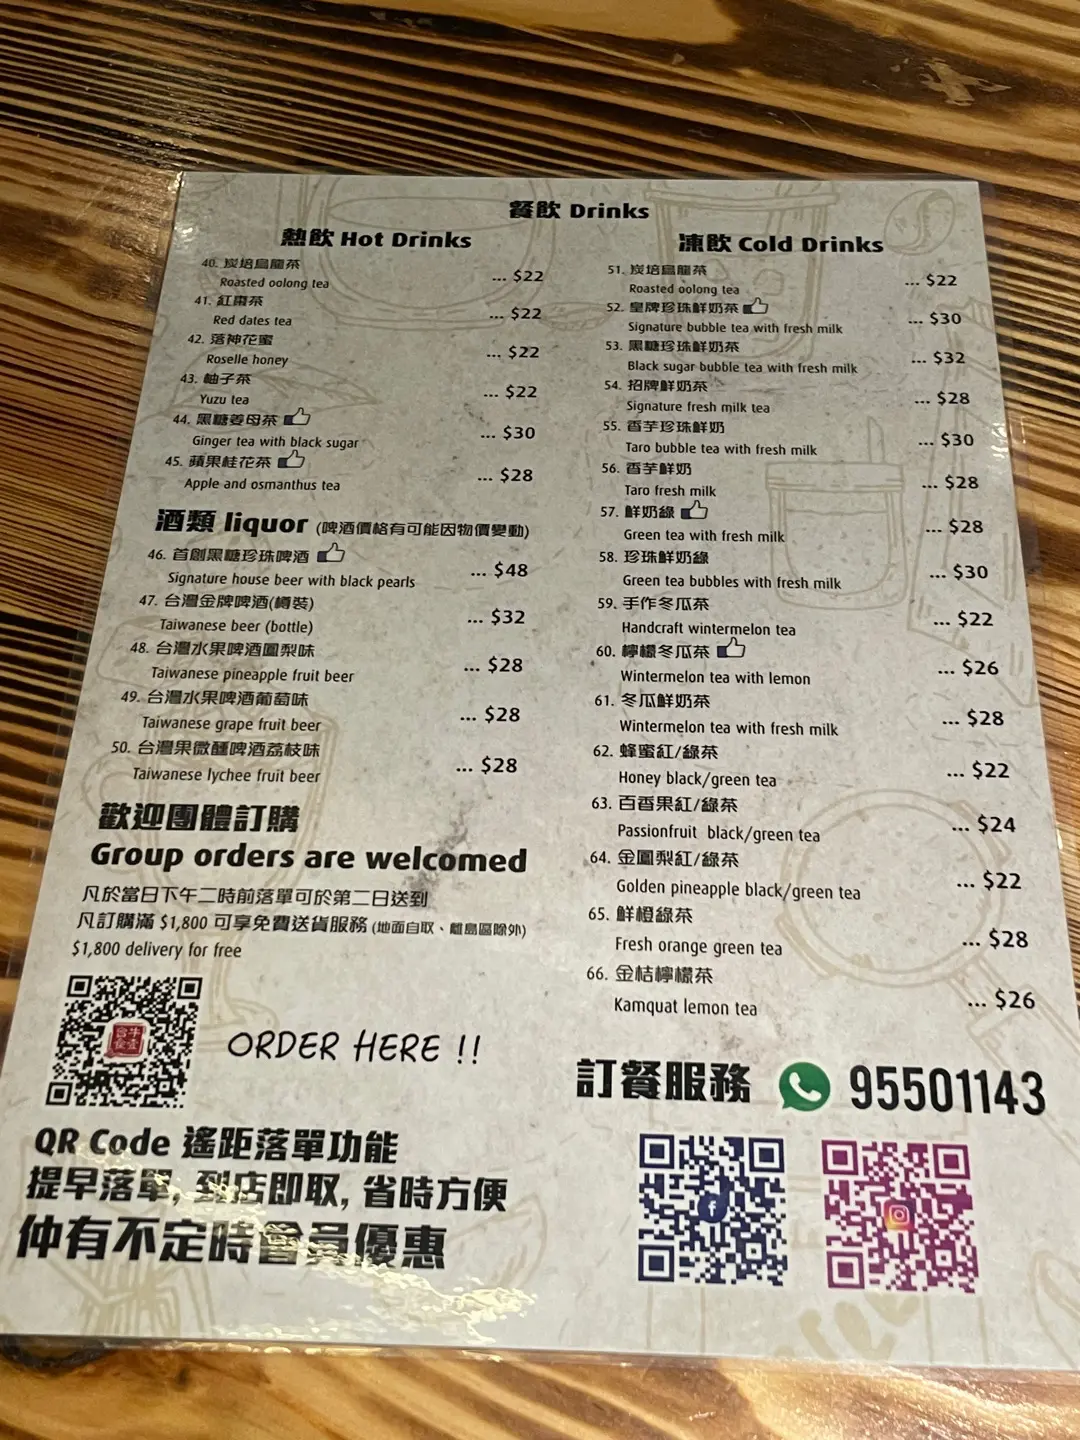 餐飲 Drinks
熱飲 Hot Drinks
40. 炭焙烏龍茶
Roasted oolong tea ... $22
41. 紅棗茶
Red dates tea ... $22
42. 落神花蜜
Roselle honey ... $22
43. 柚子茶
Yuzu tea ... $22
44. 黑糖姜母茶
Ginger tea with black sugar ... $30
45. 蘋果桂花茶
Apple and osmanthus tea ... $28
酒類 liquor (啤酒價格有可能因物價變動)
46. 首創黑糖珍珠啤酒
Signature house beer with black pearls ... $48
47. 台灣金牌啤酒(樽裝)
Taiwanese beer (bottle) ... $32
48. 台灣水果啤酒鳳梨味
Taiwanese pineapple fruit beer ... $28
49. 台灣水果啤酒葡萄味
Taiwanese grape fruit beer ... $28
50. 台灣果微醺啤酒荔枝味
Taiwanese lychee fruit beer ... $28
歡迎團體訂購
Group orders are welcomed
凡於當日下午二時前落單可於第二日送到
凡訂購滿 $1,800 可享免費送貨服務 (地面自取、離島區除外)
$1,800 delivery for free
ORDER HERE !!
QR Code 遙距落單功能
提早落單, 到店即取, 省時方便
仲有不定時會員優惠
凍飲 Cold Drinks
51. 炭焙烏龍茶
Roasted oolong tea ... $22
52. 皇牌珍珠鮮奶茶
Signature bubble tea with fresh milk ... $30
53. 黑糖珍珠鮮奶茶
Black sugar bubble tea with fresh milk ... $32
54. 招牌鮮奶茶
Signature fresh milk tea ... $28
55. 香芋珍珠鮮奶
Taro bubble tea with fresh milk ... $30
56. 香芋鮮奶
Taro fresh milk ... $28
57. 鮮奶綠
Green tea with fresh milk ... $28
58. 珍珠鮮奶綠
Green tea bubbles with fresh milk ... $30
59. 手作冬瓜茶
Handcraft wintermelon tea ... $22
60. 檸檬冬瓜茶
Wintermelon tea with lemon ... $26
61. 冬瓜鮮奶茶
Wintermelon tea with fresh milk ... $28
62. 蜂蜜紅/綠茶
Honey black/green tea ... $22
63. 百香果紅/綠茶
Passionfruit black/green tea ... $24
64. 金鳳梨紅/綠茶
Golden pineapple black/green tea ... $22
65. 鮮橙綠茶
Fresh orange green tea ... $28
66. 金桔檸檬茶
Kamquat lemon tea ... $26
訂餐服務 95501143